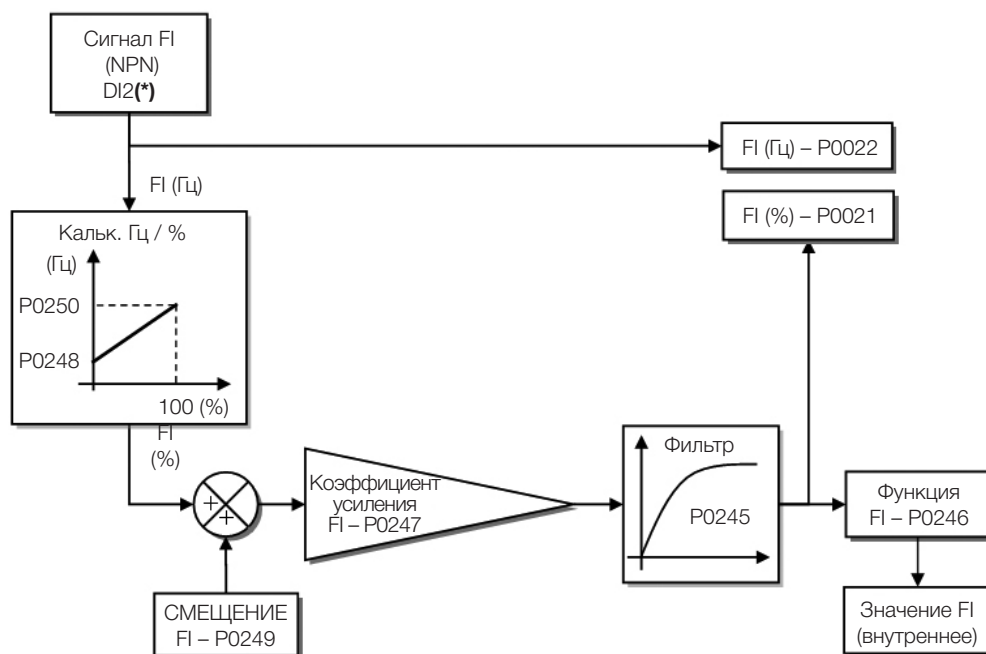 Сигнал FI
(NPN)
DI2(*)
FI (Гц) – P0022
FI (Гц)
FI (%) – P0021
Кальк. Гц / %
(Гц)
P0250
P0248
100 (%)
FI
(%)
Коэффициент
усиления
FI – P0247
Фильтр
P0245
Функция
FI – P0246
+
+
СМЕЩЕНИЕ
FI – P0249
Значение FI
(внутреннее)